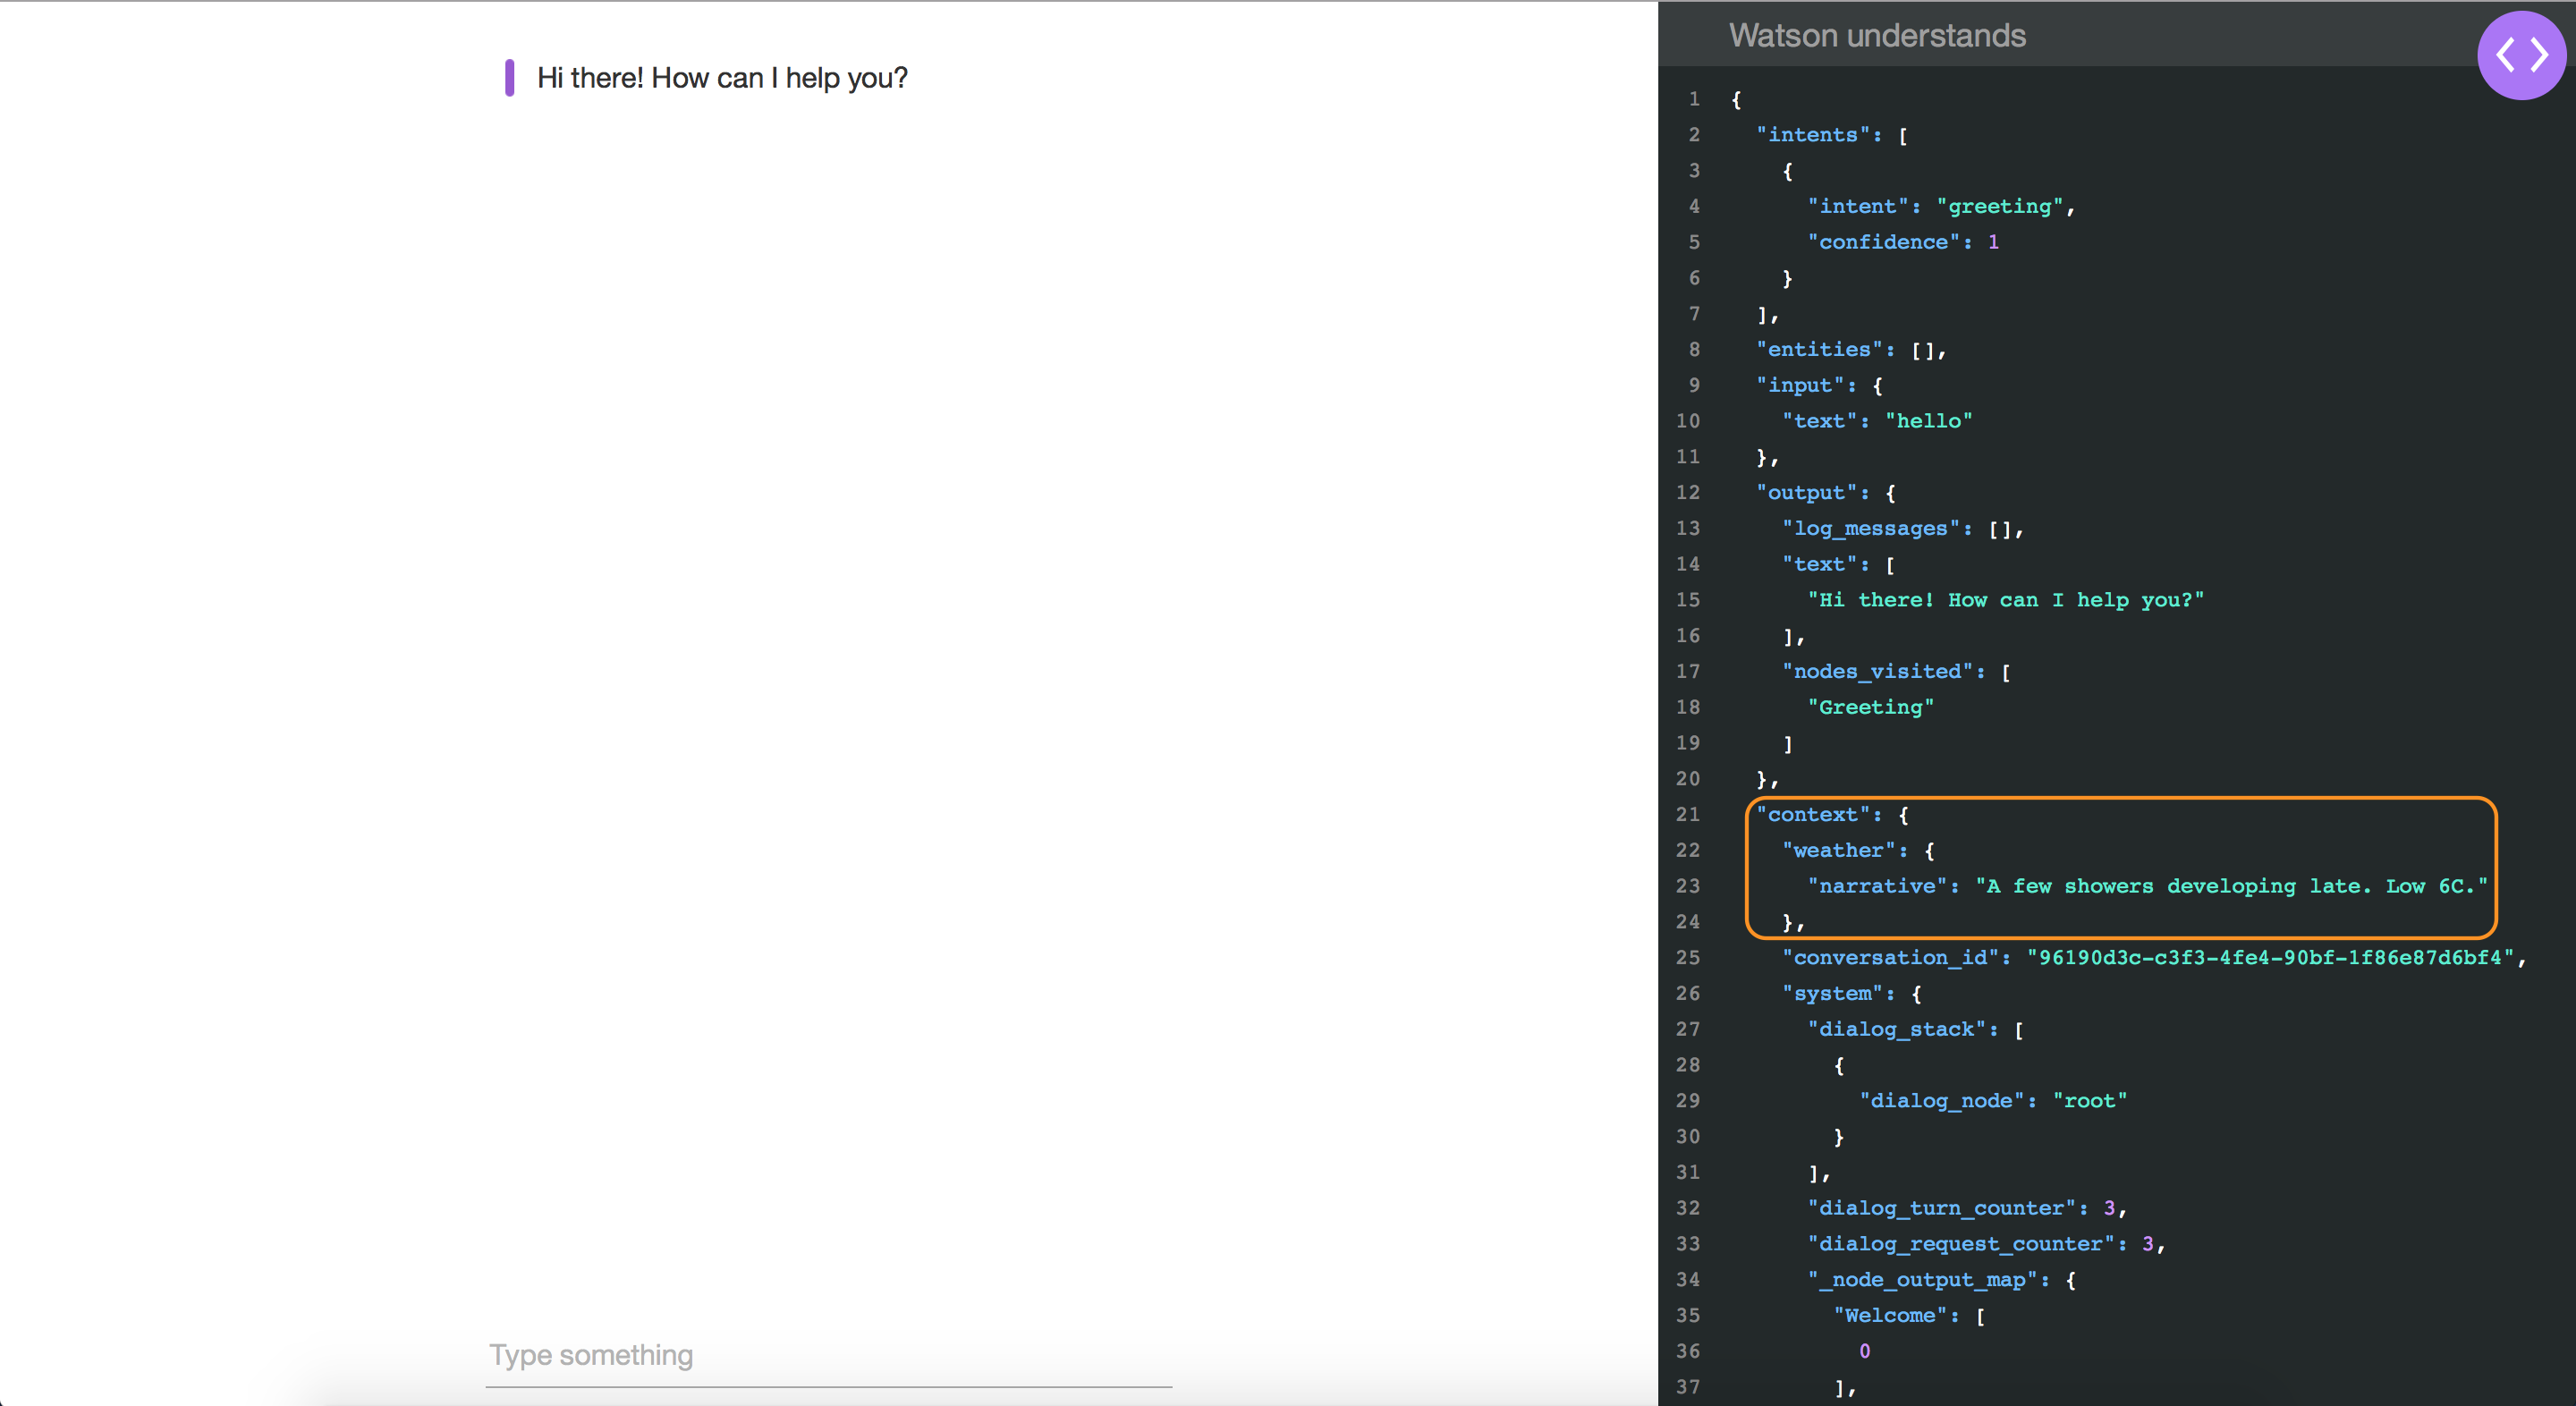 Hi there! How can I help you?
Type something
Watson understands
< >
1 {
2 "intents": [
3 {
4 "intent": "greeting",
5 "confidence": 1
6 }
7 ],
8 "entities": [],
9 "input": {
10 "text": "hello"
11 },
12 "output": {
13 "log_messages": [],
14 "text": [
15 "Hi there! How can I help you?"
16 ],
17 "nodes_visited": [
18 "Greeting"
19 ]
20 },
21 "context": {
22 "weather": {
23 "narrative": "A few showers developing late. Low 6C."
24 },
25 "conversation_id": "96190d3c-c3f3-4fe4-90bf-1f86e87d6bf4",
26 "system": {
27 "dialog_stack": [
28 {
29 "dialog_node": "root"
30 }
31 ],
32 "dialog_turn_counter": 3,
33 "dialog_request_counter": 3,
34 "_node_output_map": {
35 "Welcome": [
36 0
37 ],